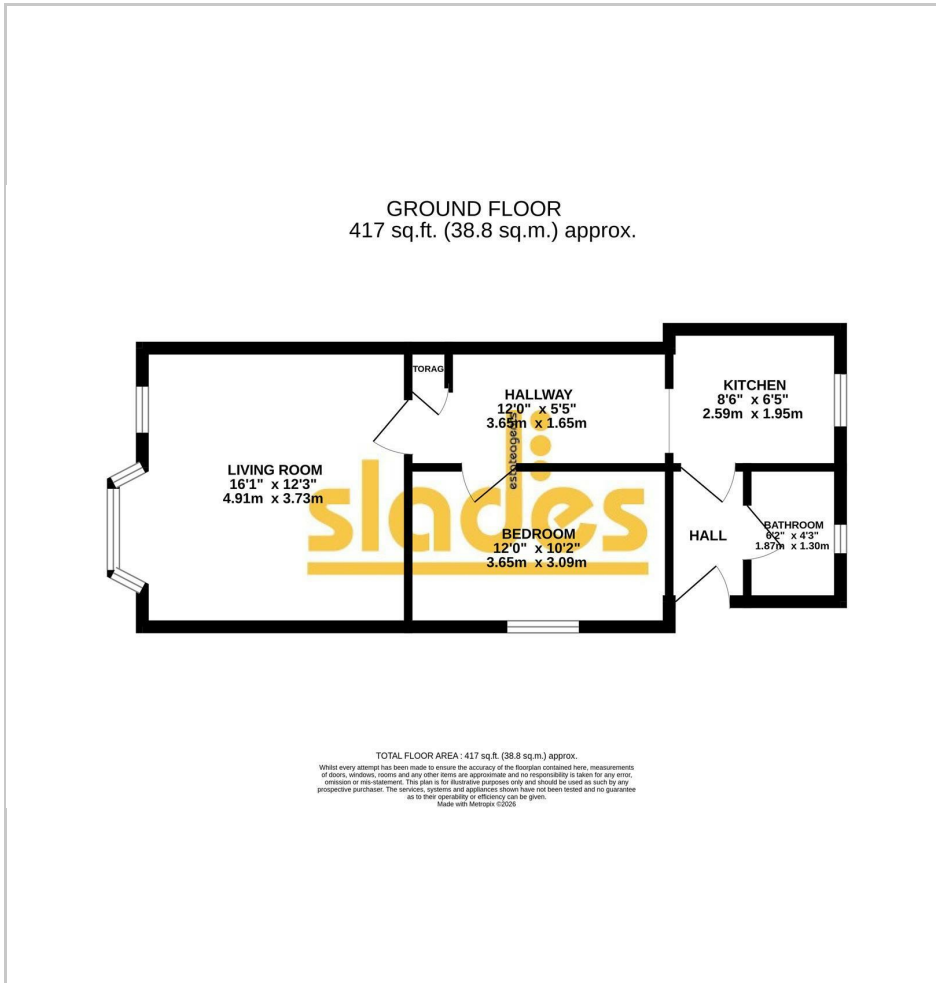 GROUND FLOOR
417 sq.ft. (38.8 sq.m.) approx.
TORAG
HALLWAY
12'0" x 5'5"
3.65m x 1.65m
KITCHEN
8'6" x 6'5"
2.59m x 1.95m
LIVING ROOM
16'1" x 12'3"
4.91m x 3.73m
estateagents
slades
BEDROOM
12'0" x 10'2"
3.65m x 3.09m
HALL
BATHROOM
6'2" x 4'3"
1.87m x 1.30m
TOTAL FLOOR AREA : 417 sq.ft. (38.8 sq.m.) approx.
Whilst every attempt has been made to ensure the accuracy of the floorplan contained here, measurements
of doors, windows, rooms and any other items are approximate and no responsibility is taken for any error,
omission or mis-statement. This plan is for illustrative purposes only and should be used as such by any
prospective purchaser. The services, systems and appliances shown have not been tested and no guarantee
as to their operability or efficiency can be given.
Made with Metropix ©2026